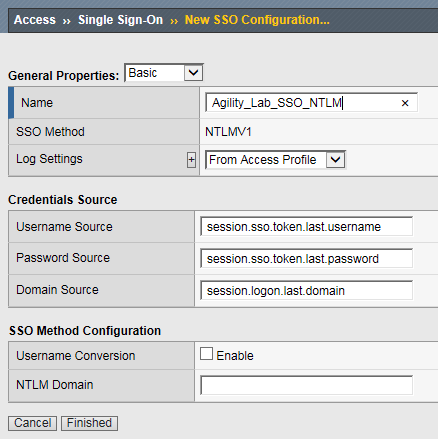 Access ›› Single Sign-On ›› New SSO Configuration...
General Properties: Basic
Name Agility_Lab_SSO_NTLM ×
SSO Method NTLMV1
Log Settings + From Access Profile
Credentials Source
Username Source session.sso.token.last.username
Password Source session.sso.token.last.password
Domain Source session.logon.last.domain
SSO Method Configuration
Username Conversion Enable
NTLM Domain
Cancel Finished